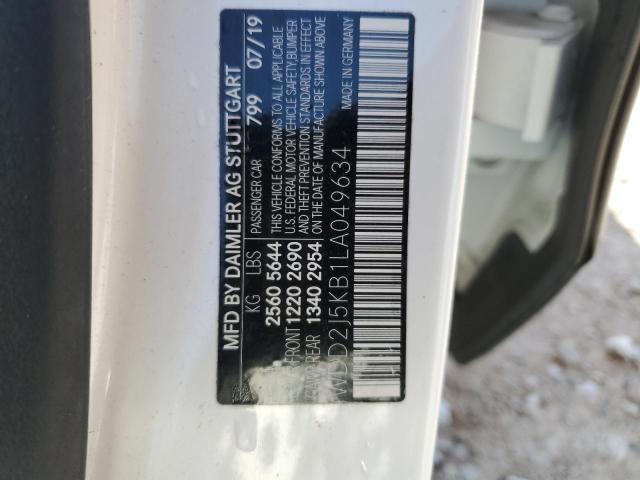 MFD BY DAIMLER AG STUTTGART
KG LBS PASSENGER CAR 799 07/19
2560 5644 THIS VEHICLE CONFORMS TO ALL APPLICABLE
FRONT 1220 2690 U.S. FEDERAL MOTOR VEHICLE SAFETY,BUMPER
REAR 1340 2954 AND THEFT PREVENTION STANDARDS IN EFFECT
ON THE DATE OF MANUFACTURE SHOWN ABOVE
MADE IN GERMANY
WDD2J5KB1LA049634